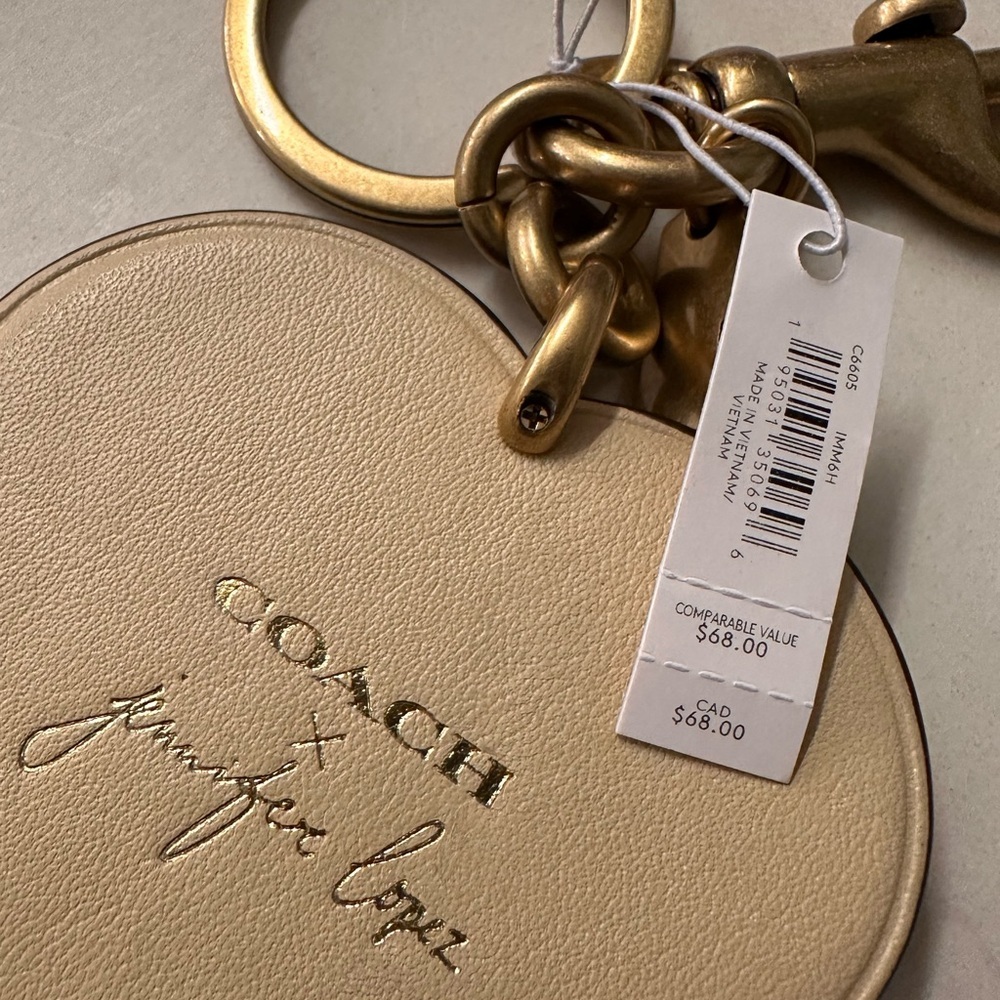 COACH
X
jennifer lopez
C6605 IMM6H
1 95031 35069 6
MADE IN VIETNAM/
VIETNAM
COMPARABLE VALUE
$68.00
CAD
$68.00